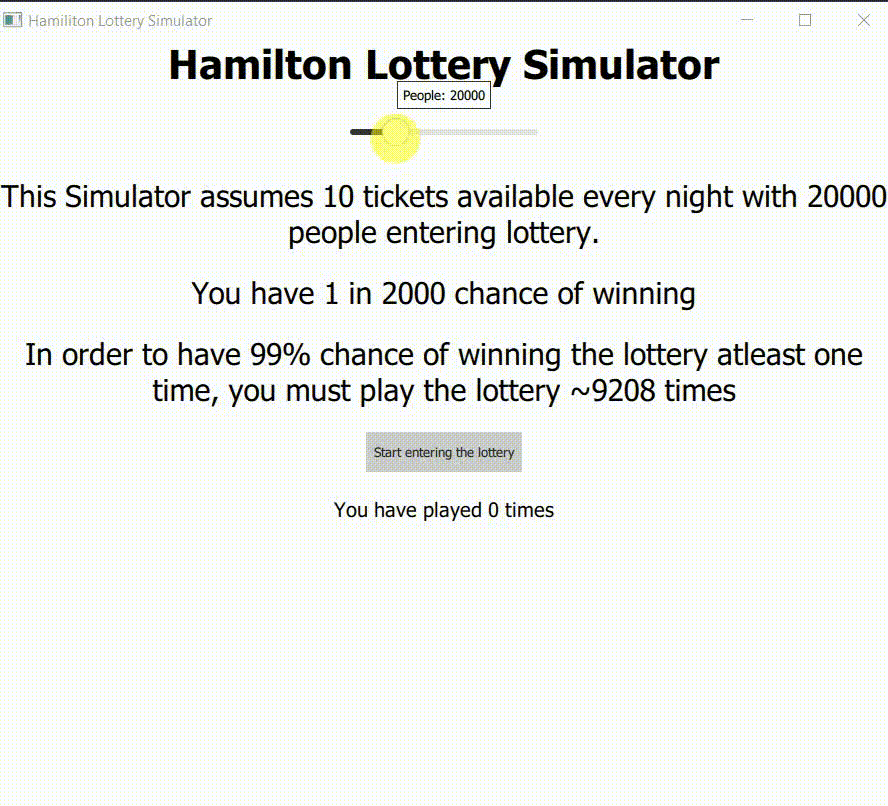 Hamiliton Lottery Simulator
Hamilton Lottery Simulator
People: 20000
This Simulator assumes 10 tickets available every night with 20000
people entering lottery.
You have 1 in 2000 chance of winning
In order to have 99% chance of winning the lottery atleast one
time, you must play the lottery ~9208 times
Start entering the lottery
You have played 0 times